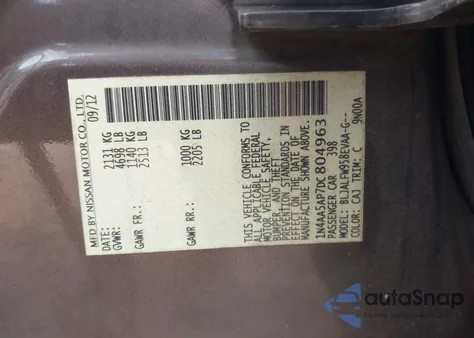 MFD BY NISSAN MOTOR CO., LTD.
DATE: 09/12
GVWR: 2131 KG
4698 LB
GAWR FR.: 1140 KG
2513 LB
GAWR RR.: 1000 KG
2205 LB
THIS VEHICLE CONFORMS TO
ALL APPLICABLE FEDERAL
MOTOR VEHICLE SAFETY,
BUMPER, AND THEFT
PREVENTION STANDARDS IN
EFFECT ON THE DATE OF
MANUFACTURE SHOWN ABOVE.
1N4AA5AP7DC804963
PASSENGER CAR 398
MODEL: BLJALFW958EVAA-G--
COLOR: CAJ TRIM: C 9N00A
autoSnap